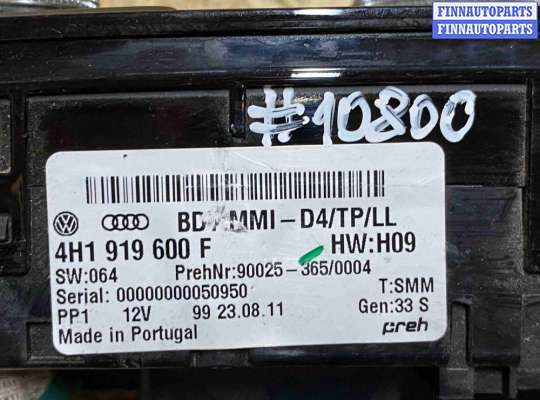 FINNAUTOPARTS
FINNAUTOPARTS
#10800
MMI-D4/TP/LL
4H1 919 600 F HW:H09
SW:064 PrehNr:90025-365/0004
Serial: 00000000050950 T:SMM
PP1 12V 99 23.08.11 Gen:33 S
Made in Portugal preh